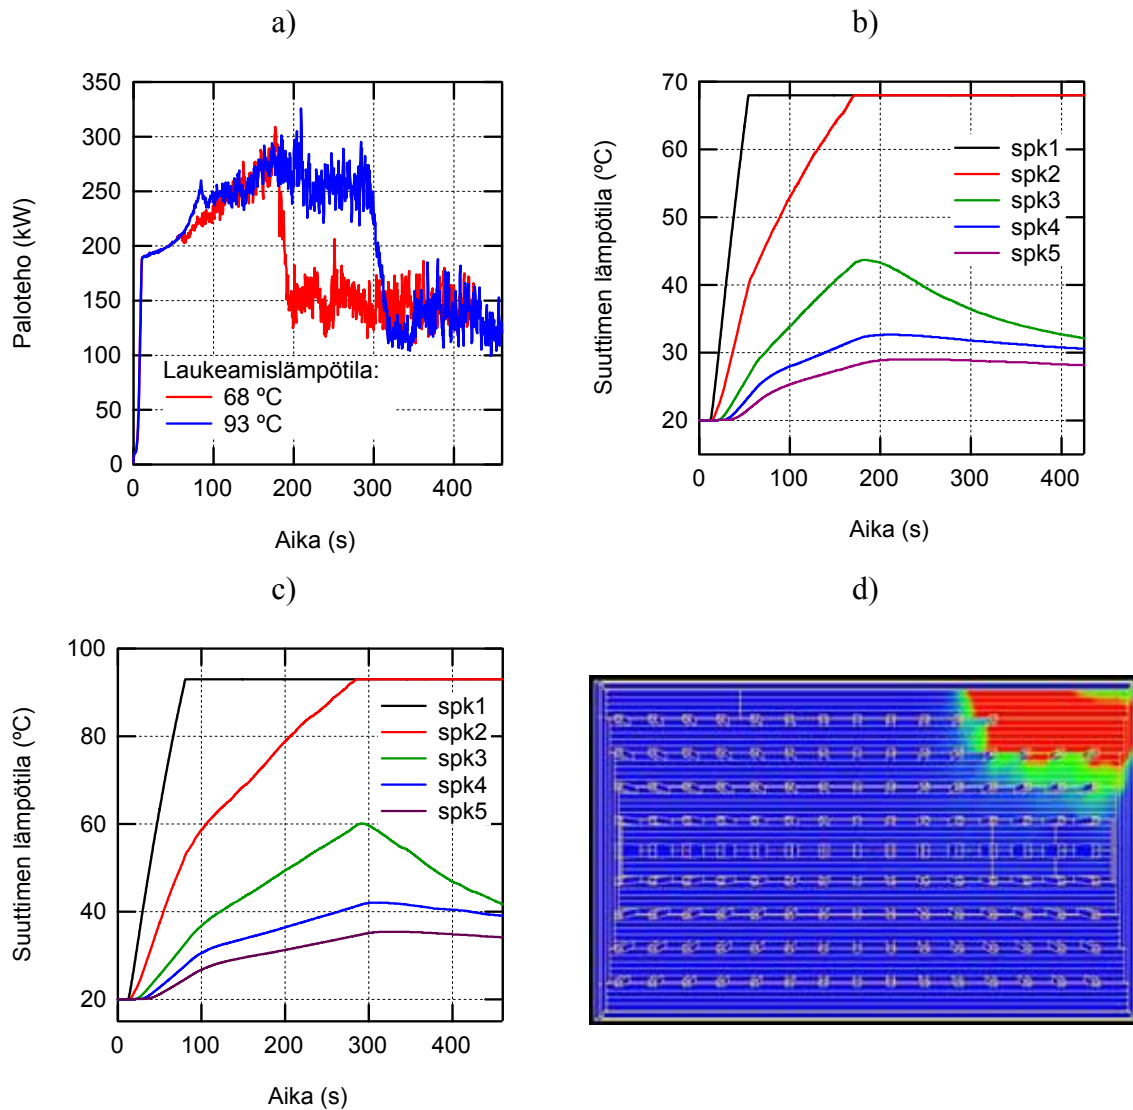 a)
350
300
250
200
150
100
50
0
Paloteho (kW)
Laukeamislämpötila:
68 ºC
93 ºC
0 100 200 300 400
Aika (s)
b)
70
60
50
40
30
20
Suuttimen lämpötila (ºC)
spk1
spk2
spk3
spk4
spk5
0 100 200 300 400
Aika (s)
c)
100
80
60
40
20
Suuttimen lämpötila (ºC)
spk1
spk2
spk3
spk4
spk5
0 100 200 300 400
Aika (s)
d)